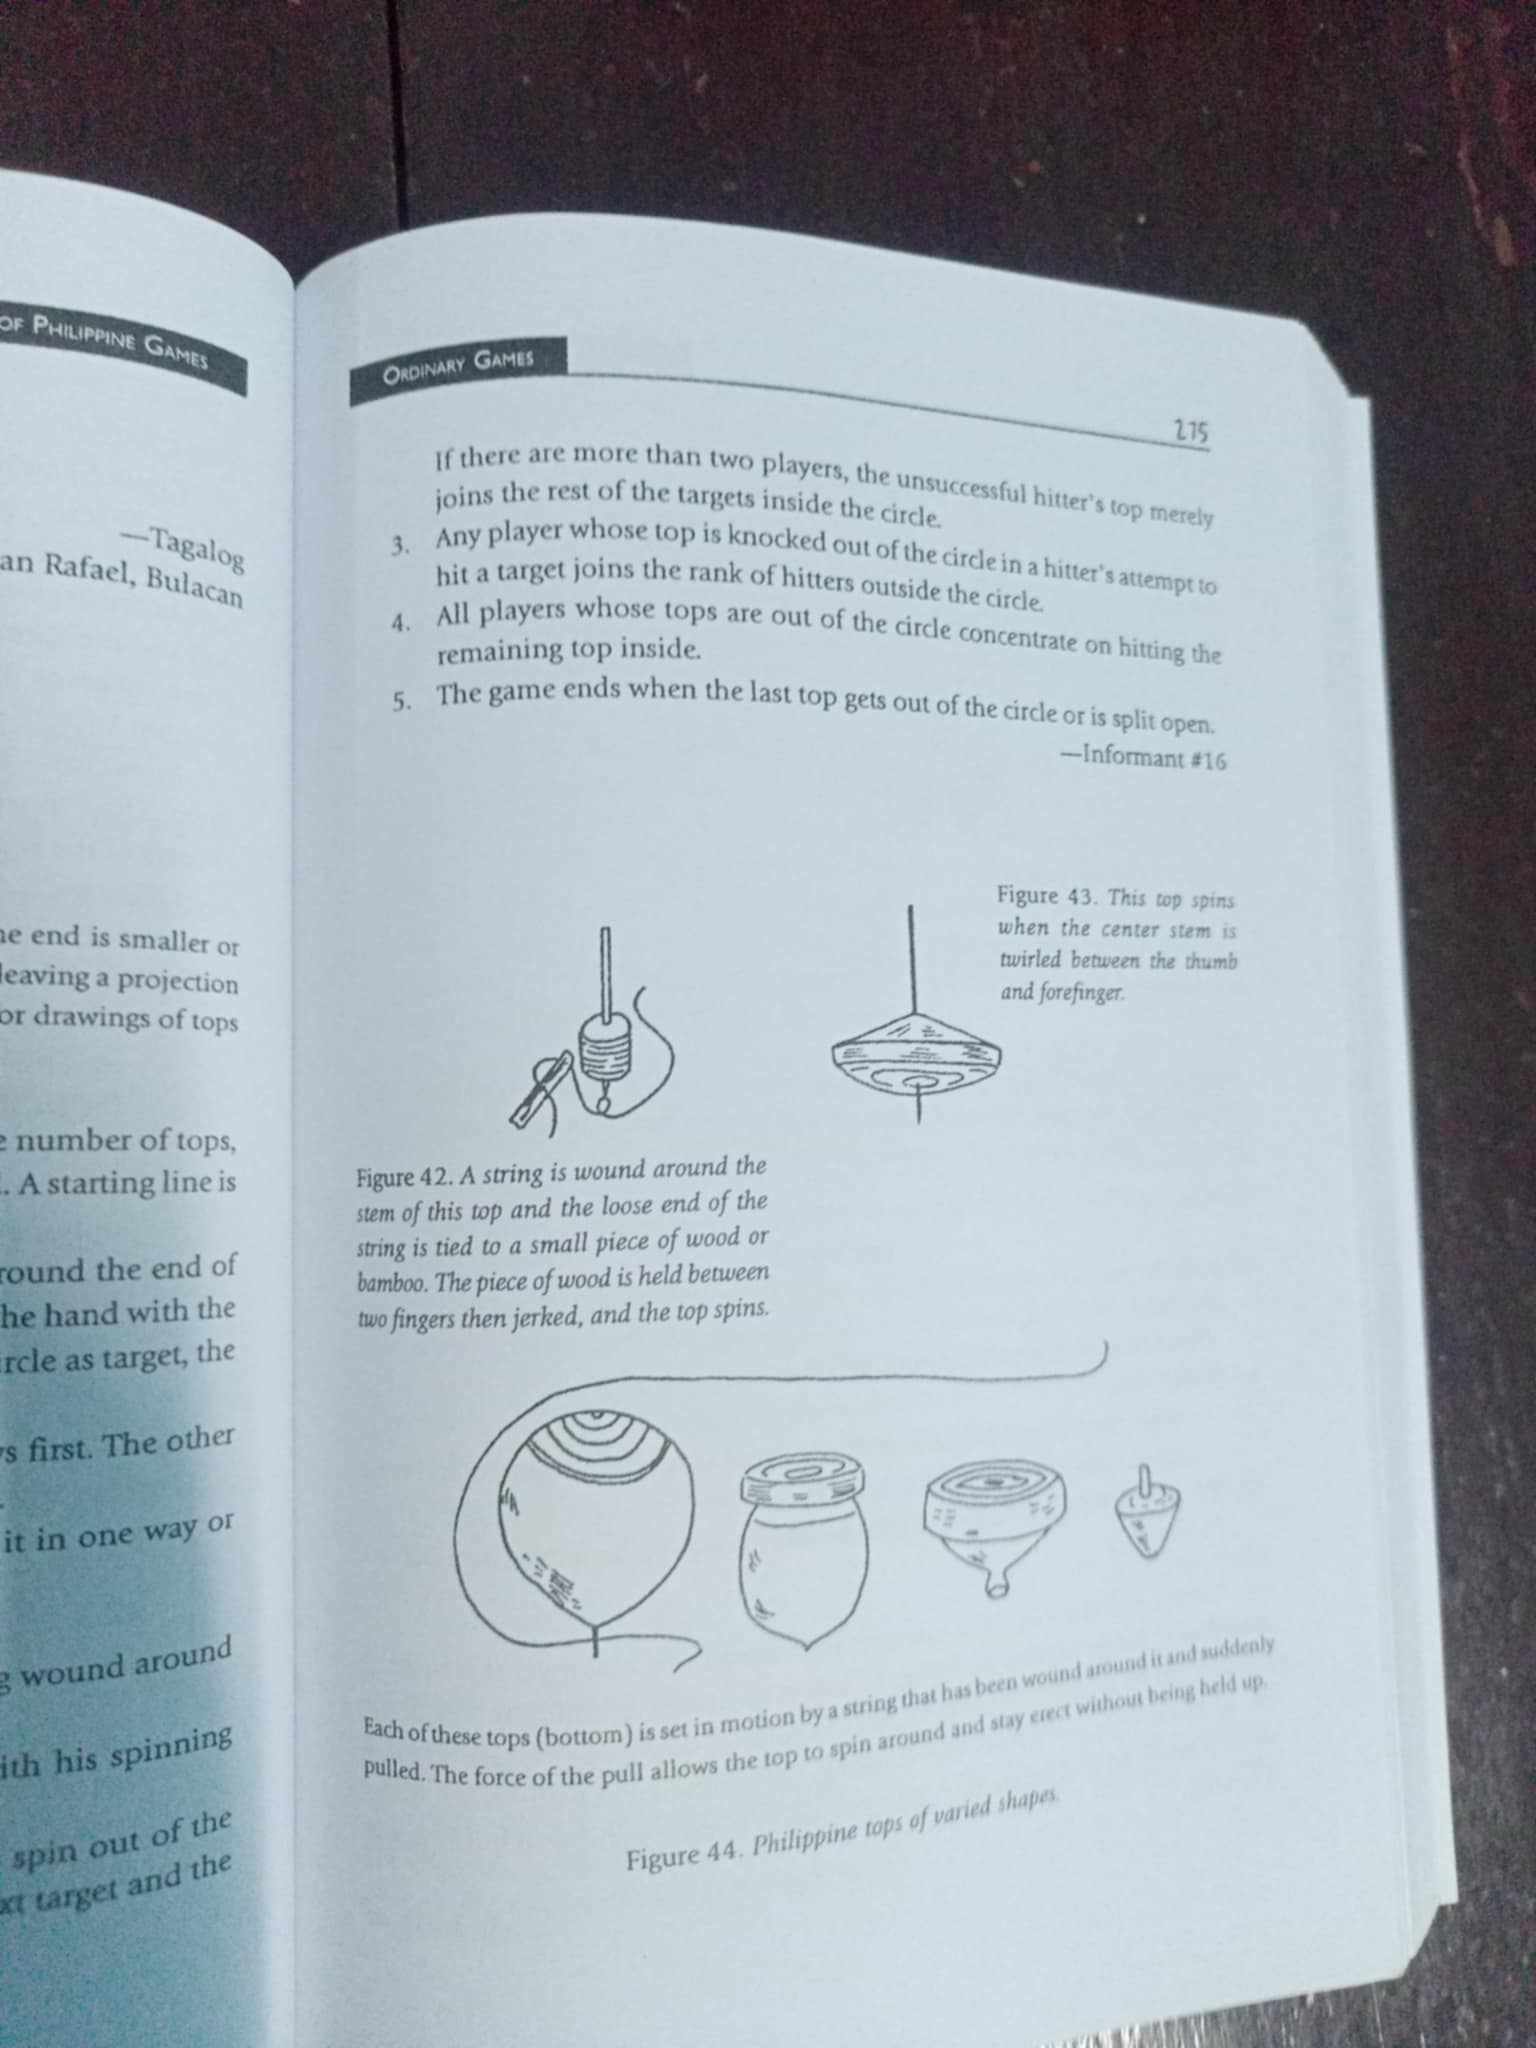 OF PHILIPPINE GAMES
—Tagalog
an Rafael, Bulacan
end is smaller or
leaving a projection
or drawings of tops
number of tops,
. A starting line is
round the end of
he hand with the
ircle as target, the
s first. The other
it in one way or
g wound around
ith his spinning
spin out of the
xt target and the
ORDINARY GAMES
275
If there are more than two players, the unsuccessful hitter's top merely
joins the rest of the targets inside the circle.
3. Any player whose top is knocked out of the circle in a hitter's attempt to
hit a target joins the rank of hitters outside the circle.
4. All players whose tops are out of the circle concentrate on hitting the
remaining top inside.
5. The game ends when the last top gets out of the circle or is split open.
—Informant #16
Figure 43. This top spins
when the center stem is
twirled between the thumb
and forefinger.
Figure 42. A string is wound around the
stem of this top and the loose end of the
string is tied to a small piece of wood or
bamboo. The piece of wood is held between
two fingers then jerked, and the top spins.
Each of these tops (bottom) is set in motion by a string that has been wound around it and suddenly
pulled. The force of the pull allows the top to spin around and stay erect without being held up.
Figure 44. Philippine tops of varied shapes.